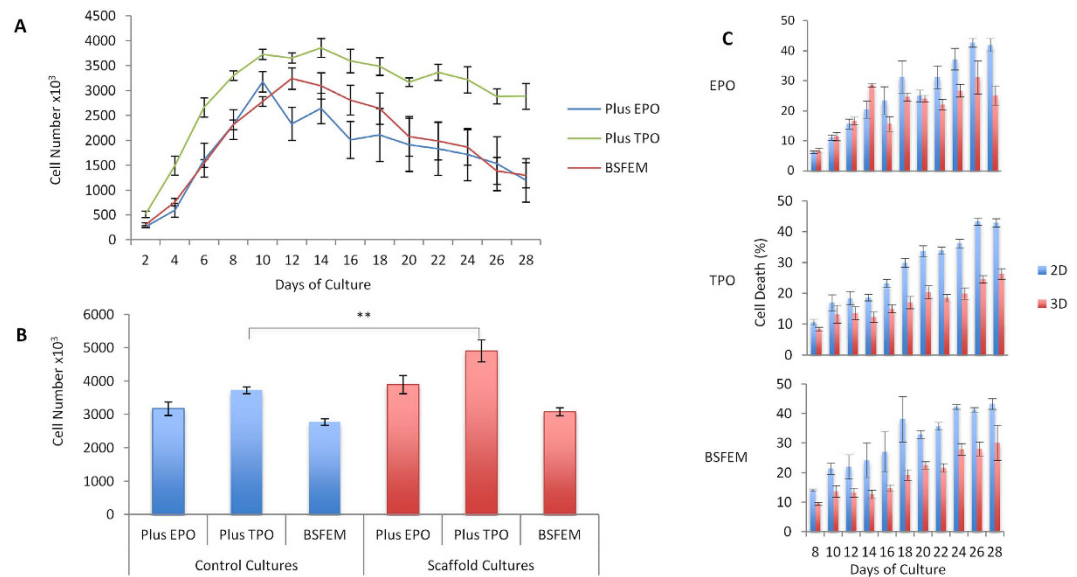 A
Cell Number x10³
4500
4000
3500
3000
2500
2000
1500
1000
500
0
2 4 6 8 10 12 14 16 18 20 22 24 26 28
Days of Culture
Plus EPO
Plus TPO
BSFEM
B
Cell Number x10³
6000
5000
4000
3000
2000
1000
0
**
Plus EPO Plus TPO BSFEM Plus EPO Plus TPO BSFEM
Control Cultures Scaffold Cultures
C
EPO
50
40
30
20
10
0
TPO
Cell Death (%)
50
40
30
20
10
0
BSFEM
50
40
30
20
10
0
8 10 12 14 16 18 20 22 24 26 28
Days of Culture
2D
3D